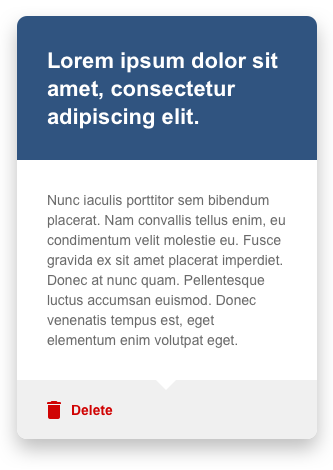 Lorem ipsum dolor sit
amet, consectetur
adipiscing elit.
Nunc iaculis porttitor sem bibendum
placerat. Nam convallis tellus enim, eu
condimentum velit molestie eu. Fusce
gravida ex sit amet placerat imperdiet.
Donec at nunc quam. Pellentesque
luctus accumsan euismod. Donec
venenatis tempus est, eget
elementum enim volutpat eget.
Delete